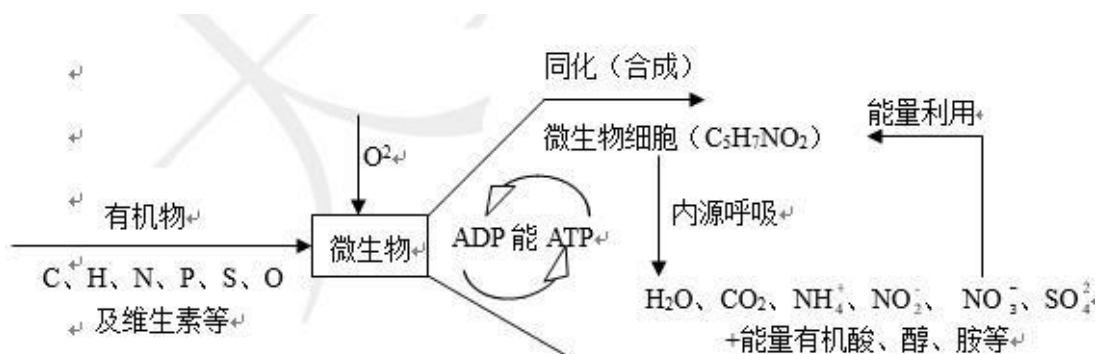 同化（合成）
能量利用
微生物细胞（C₅H₇NO₂）
O²
有机物
内源呼吸
微生物
ADP 能 ATP
C、H、N、P、S、O
及维生素等
H₂O、CO₂、NH₄⁺、NO₂⁻、NO₃⁻、SO₄²
+能量有机酸、醇、胺等